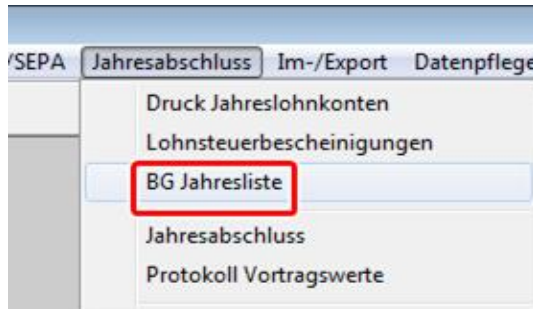 /SEPA Jahresabschluss Im-/Export Datenpflege
Druck Jahreslohnkonten
Lohnsteuerbescheinigungen
BG Jahresliste
Jahresabschluss
Protokoll Vortragswerte